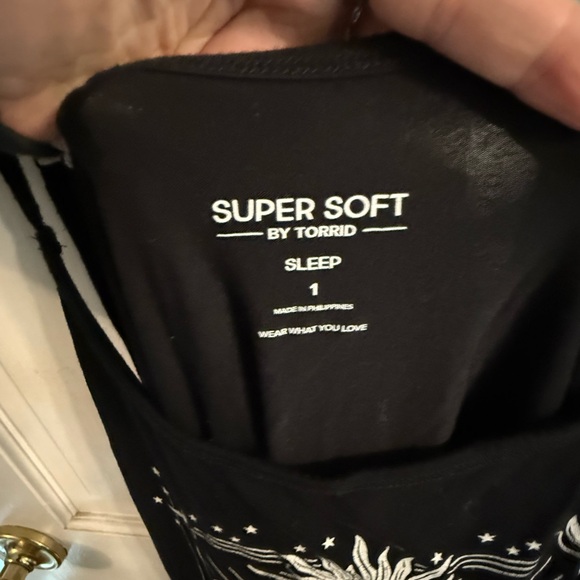 SUPER SOFT
BY TORRID
SLEEP
1
MADE IN PHILIPPINES
WEAR WHAT YOU LOVE